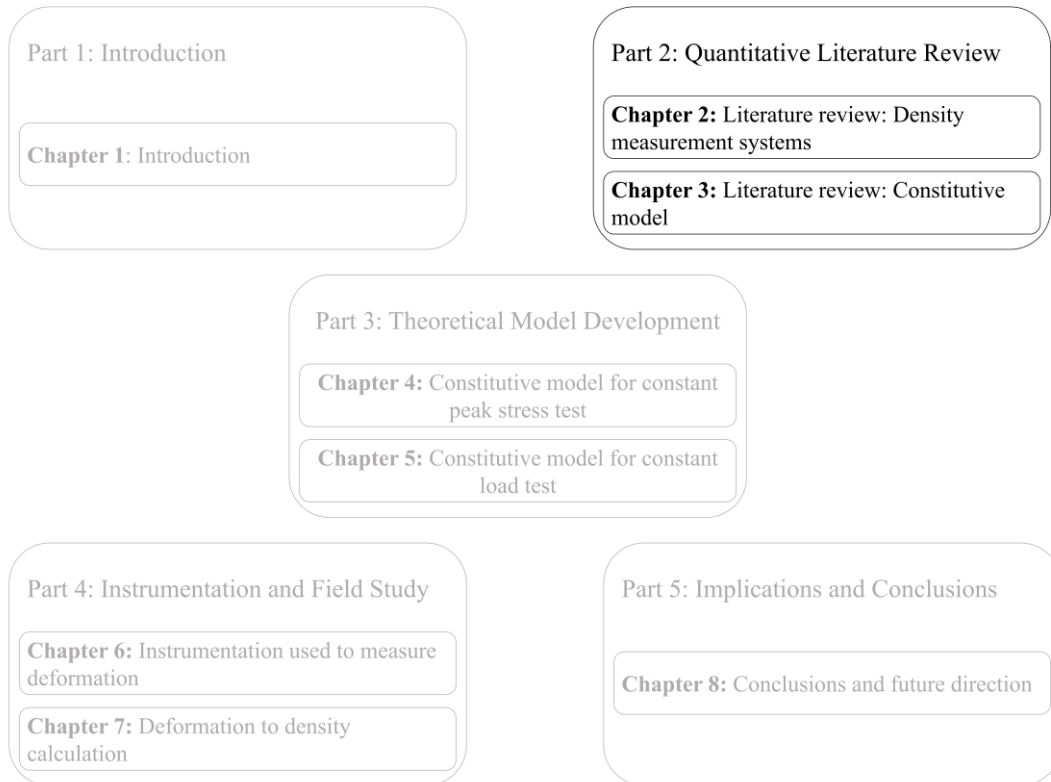 Part 1: Introduction
Chapter 1: Introduction
Part 2: Quantitative Literature Review
Chapter 2: Literature review: Density
measurement systems
Chapter 3: Literature review: Constitutive
model
Part 3: Theoretical Model Development
Chapter 4: Constitutive model for constant
peak stress test
Chapter 5: Constitutive model for constant
load test
Part 4: Instrumentation and Field Study
Chapter 6: Instrumentation used to measure
deformation
Chapter 7: Deformation to density
calculation
Part 5: Implications and Conclusions
Chapter 8: Conclusions and future direction